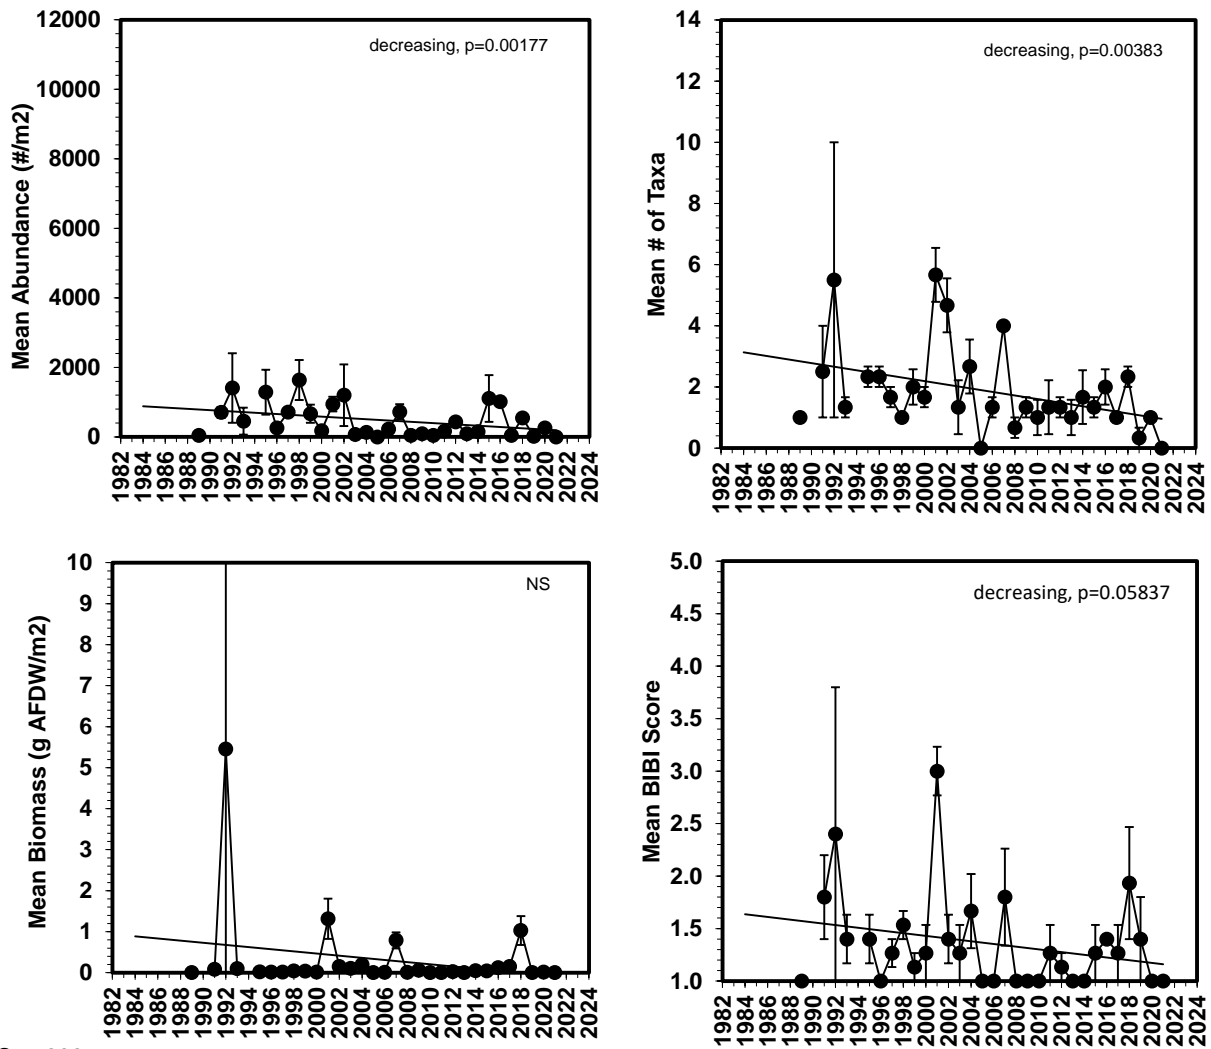 12000
10000
8000
6000
4000
2000
0
Mean Abundance (#/m2)
decreasing, p=0.00177
1982 1984 1986 1988 1990 1992 1994 1996 1998 2000 2002 2004 2006 2008 2010 2012 2014 2016 2018 2020 2022 2024
14
12
10
8
6
4
2
0
Mean # of Taxa
decreasing, p=0.00383
1982 1984 1986 1988 1990 1992 1994 1996 1998 2000 2002 2004 2006 2008 2010 2012 2014 2016 2018 2020 2022 2024
10
9
8
7
6
5
4
3
2
1
0
Mean Biomass (g AFDW/m2)
NS
1982 1984 1986 1988 1990 1992 1994 1996 1998 2000 2002 2004 2006 2008 2010 2012 2014 2016 2018 2020 2022 2024
5.0
4.5
4.0
3.5
3.0
2.5
2.0
1.5
1.0
Mean BIBI Score
decreasing, p=0.05837
1982 1984 1986 1988 1990 1992 1994 1996 1998 2000 2002 2004 2006 2008 2010 2012 2014 2016 2018 2020 2022 2024